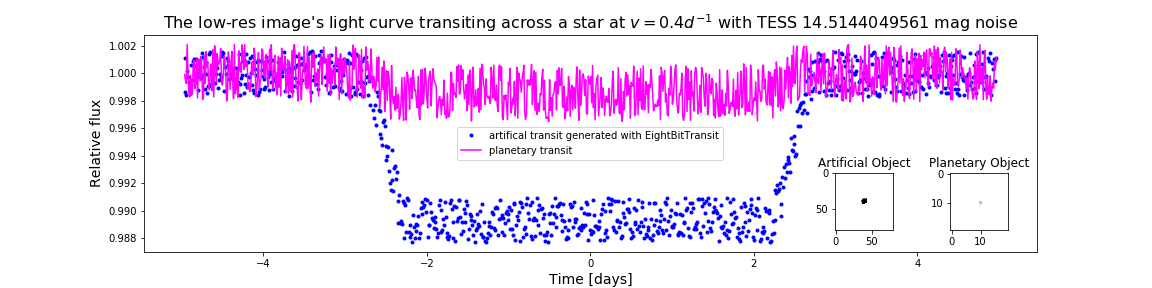 The low-res image's light curve transiting across a star at v = 0.4d⁻¹ with TESS 14.5144049561 mag noise
Relative flux
1.002
1.000
0.998
0.996
0.994
0.992
0.990
0.988
artifical transit generated with EightBitTransit
planetary transit
Artificial Object
0
50
0 50
Planetary Object
0
10
0 10
−4 −2 0 2 4
Time [days]